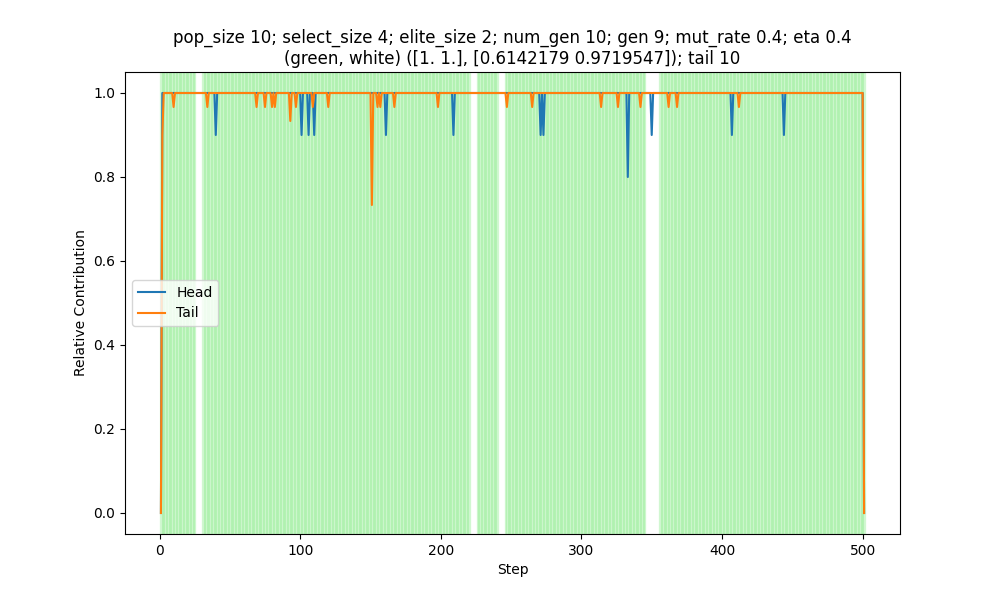 pop_size 10; select_size 4; elite_size 2; num_gen 10; gen 9; mut_rate 0.4; eta 0.4
(green, white) ([1. 1.], [0.6142179 0.9719547]); tail 10
1.0
0.8
0.6
0.4
0.2
0.0
Relative Contribution
Head
Tail
0 100 200 300 400 500
Step